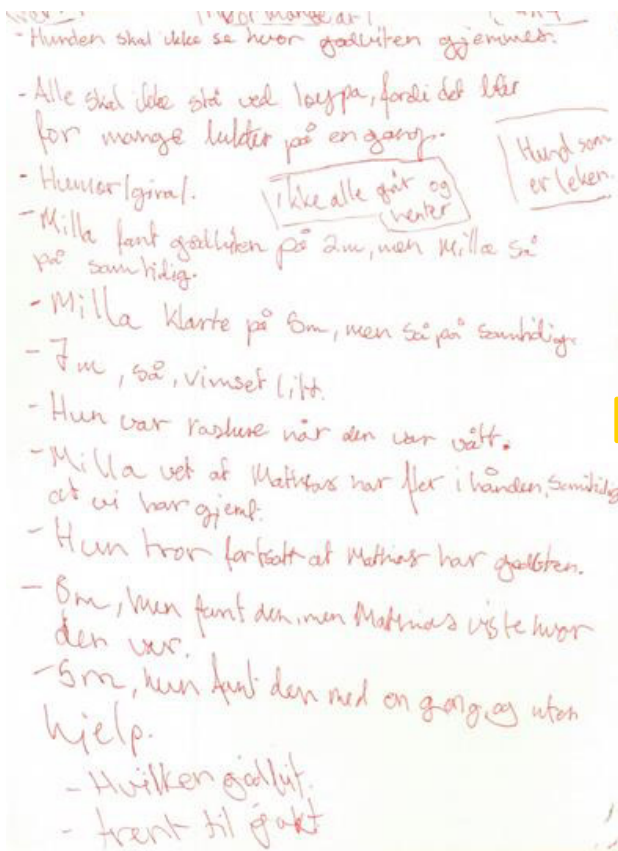 - Hunden skal ikke se hvor godbiten gjemmes.
- Alle skal ikke stå ved løypa, fordi det blir
for mange lukter på en gang.
Hund som
er leken.
- Humør/gira/.
ikke alle går og
henter
- Milla fant godbiten på 2m, men Milla så
på samtidig.
- Milla klarte på 5m, men så på samtidig.
- 7m, så, vimset litt.
- Hun var raskere når den var vått.
- Milla vet at Mathias har fler i hånden, samtidig
at vi har gjemt.
- Hun tror fortsatt at Mathias har godbiten.
men fant den, men Mathias viste hvor
den var.
- 5m, hun fant den med en gang, og uten
hjelp.
- Hvilken godbit.
- trent til jakt